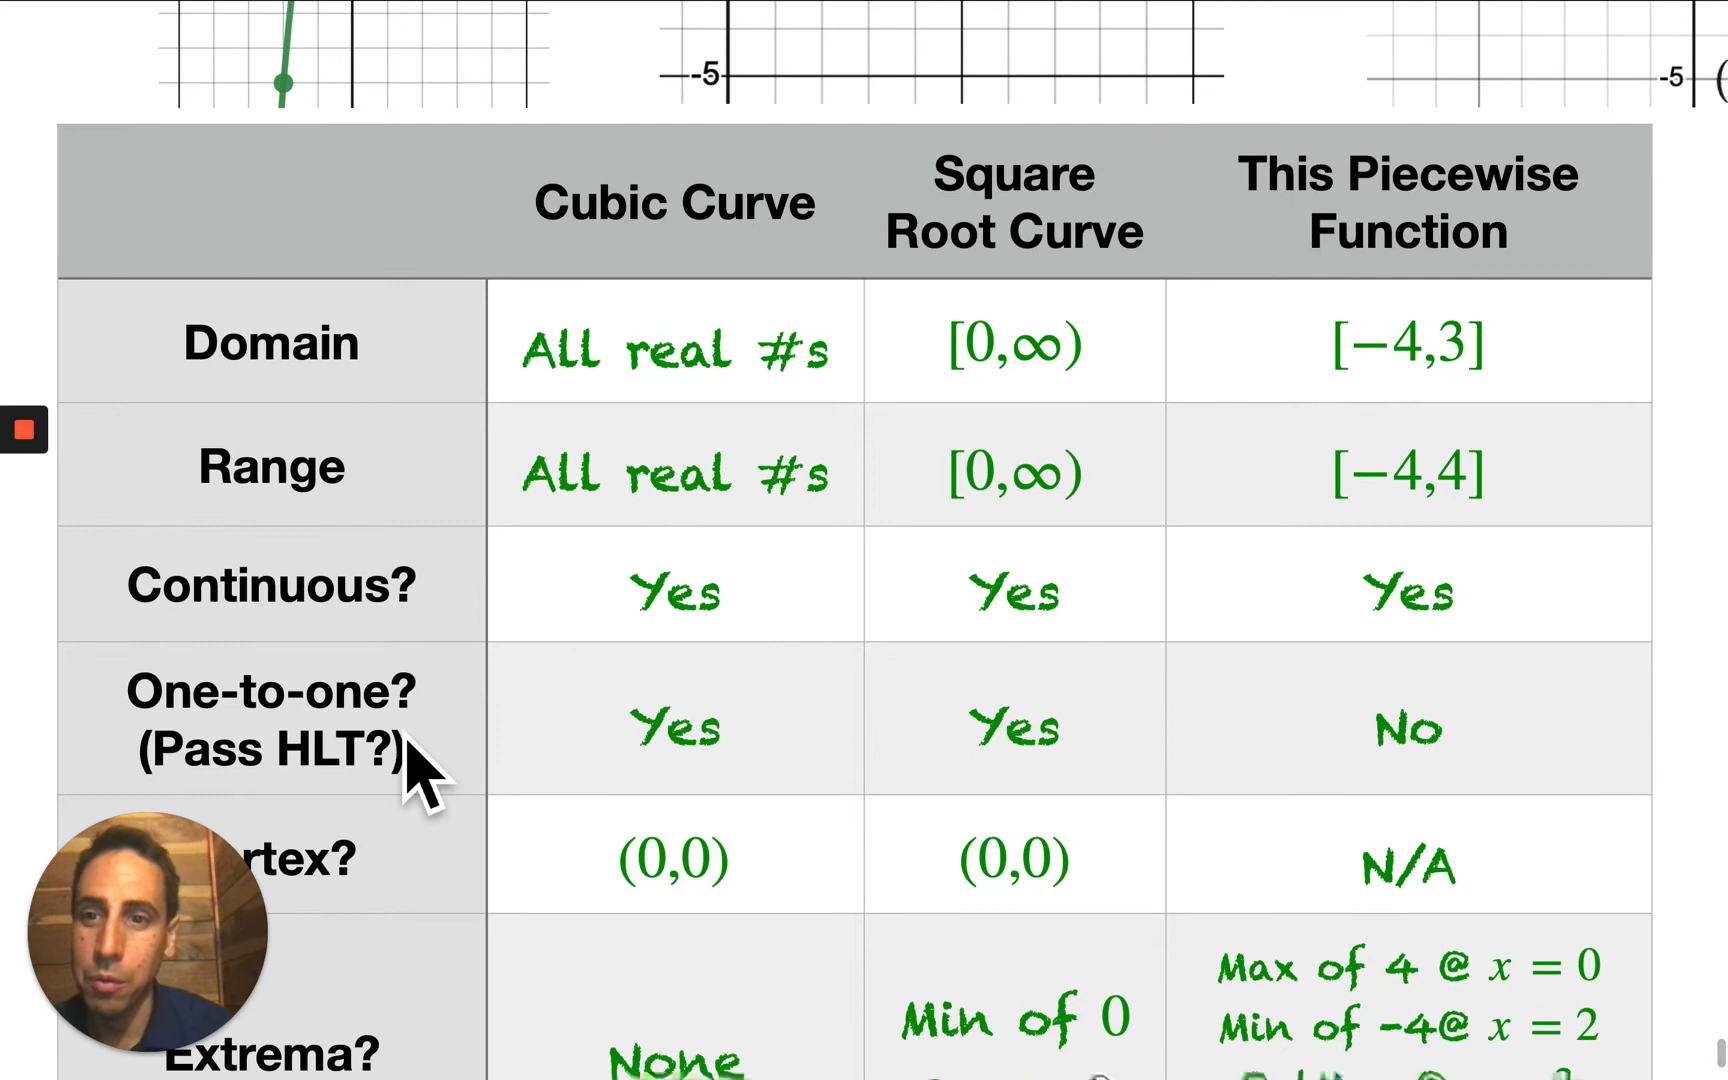 -5
-5
Cubic Curve
Square
Root Curve
This Piecewise
Function
Domain
All real #s
[0,∞)
[−4,3]
Range
All real #s
[0,∞)
[−4,4]
Continuous?
Yes
Yes
Yes
One-to-one?
(Pass HLT?)
Yes
Yes
No
rtex?
(0,0)
(0,0)
N/A
Extrema?
None
Min of 0
Max of 4 @ x = 0
Min of -4@ x = 2